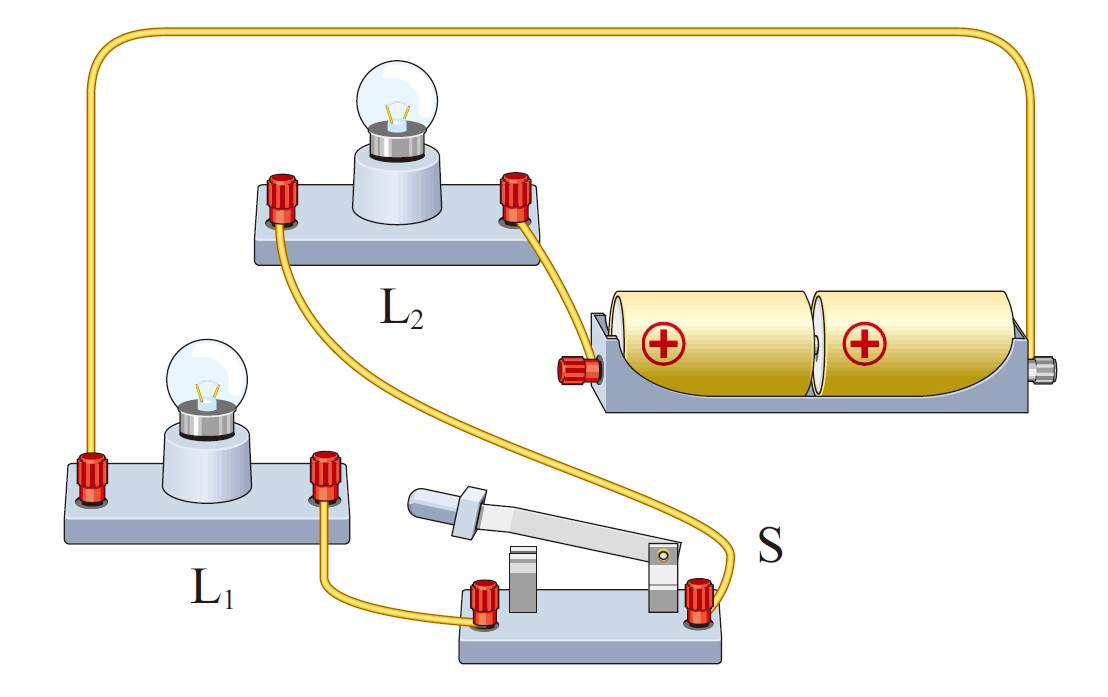 L₂
+ +
L₁
S